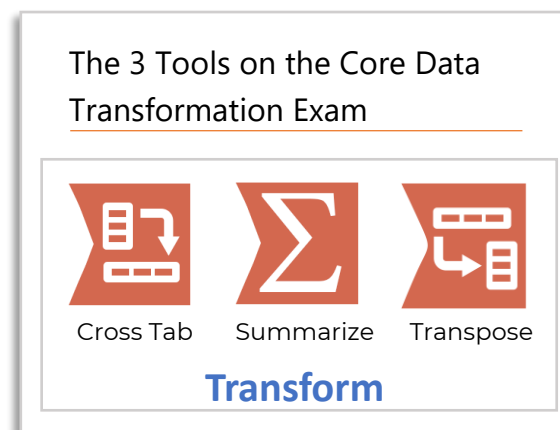 The 3 Tools on the Core Data
Transformation Exam
Cross Tab Summarize Transpose
Transform